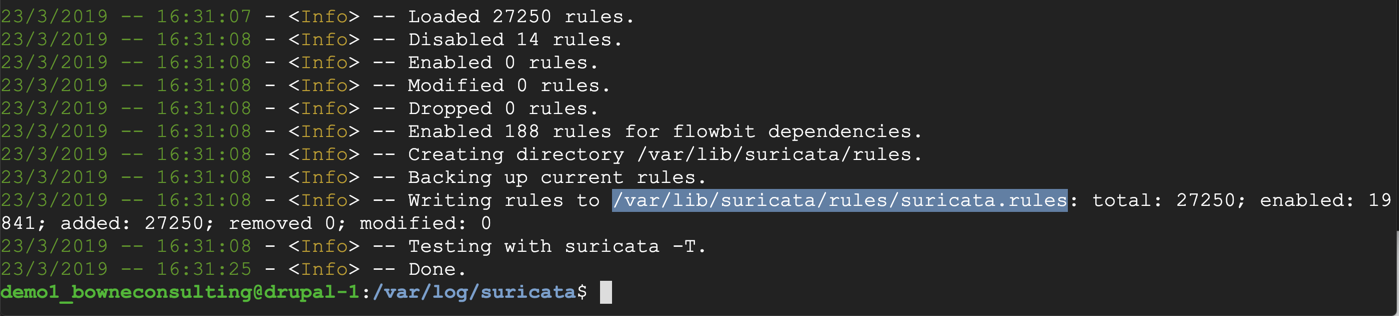 23/3/2019 -- 16:31:07 - <Info> -- Loaded 27250 rules.
23/3/2019 -- 16:31:08 - <Info> -- Disabled 14 rules.
23/3/2019 -- 16:31:08 - <Info> -- Enabled 0 rules.
23/3/2019 -- 16:31:08 - <Info> -- Modified 0 rules.
23/3/2019 -- 16:31:08 - <Info> -- Dropped 0 rules.
23/3/2019 -- 16:31:08 - <Info> -- Enabled 188 rules for flowbit dependencies.
23/3/2019 -- 16:31:08 - <Info> -- Creating directory /var/lib/suricata/rules.
23/3/2019 -- 16:31:08 - <Info> -- Backing up current rules.
23/3/2019 -- 16:31:08 - <Info> -- Writing rules to /var/lib/suricata/rules/suricata.rules: total: 27250; enabled: 19
841; added: 27250; removed 0; modified: 0
23/3/2019 -- 16:31:08 - <Info> -- Testing with suricata -T.
23/3/2019 -- 16:31:25 - <Info> -- Done.
demo1_bowneconsulting@drupal-1:/var/log/suricata$